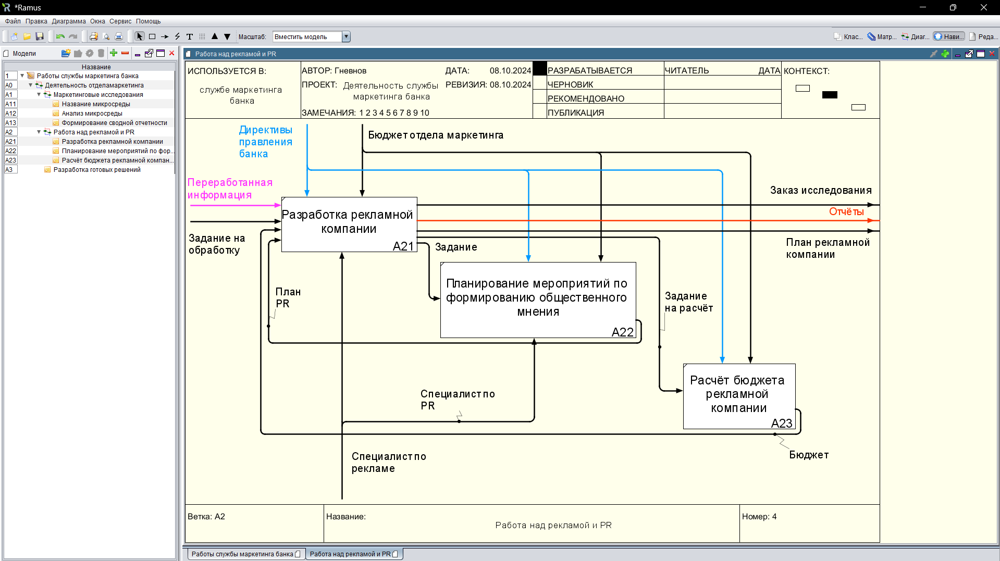 *Ramus
Файл Правка Диаграмма Окна Сервис Помощь
Масштаб: Вместить модель
Клас... Матр... Диаг... Нави... Реда...
Модели
Название
1 Работы службы маркетинга банка
A0 Деятельность отделамаркетинга
A1 Маркетинговые исследования
A11 Название микросреды
A12 Анализ микросреды
A13 Формирование сводной отчетности
A2 Работа над рекламой и PR
A21 Разработка рекламной компании
A22 Планирование мероприятий по фор...
A23 Расчёт бюджета рекламной компан...
A3 Разработка готовых решений
Работа над рекламой и PR
ИСПОЛЬЗУЕТСЯ В:
службе маркетинга
банка
АВТОР: Гневнов
ДАТА: 08.10.2024
ПРОЕКТ: Деятельность службы
маркетинга банка
РЕВИЗИЯ: 08.10.2024
ЗАМЕЧАНИЯ: 1 2 3 4 5 6 7 8 9 10
РАЗРАБАТЫВАЕТСЯ
ЧЕРНОВИК
РЕКОМЕНДОВАНО
ПУБЛИКАЦИЯ
ЧИТАТЕЛЬ ДАТА
КОНТЕКСТ:
Директивы
правления
банка
Бюджет отдела маркетинга
Переработанная
информация
Заказ исследования
Отчёты
Разработка рекламной
компании
A21
Задание на
обработку
Задание
План рекламной
компании
Планирование мероприятий по
формированию общественного
мнения
A22
План
PR
Задание
на расчёт
Расчёт бюджета
рекламной
компании
A23
Специалист по
PR
Специалист по
рекламе
Бюджет
Ветка: A2
Название:
Работа над рекламой и PR
Номер: 4
Работы службы маркетинга банка
Работа над рекламой и PR